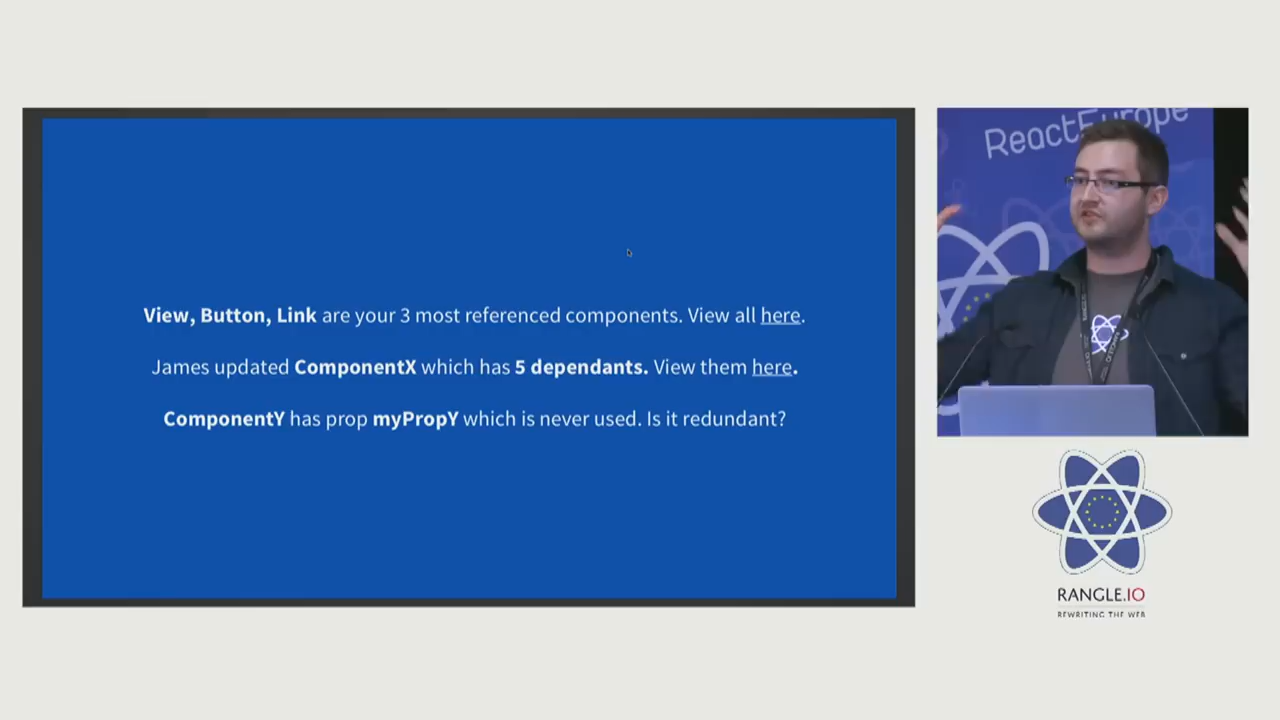 View, Button, Link are your 3 most referenced components. View all here.
James updated ComponentX which has 5 dependants. View them here.
ComponentY has prop myPropY which is never used. Is it redundant?
ReactEurope
RANGLE.IO
REWRITING THE WEB